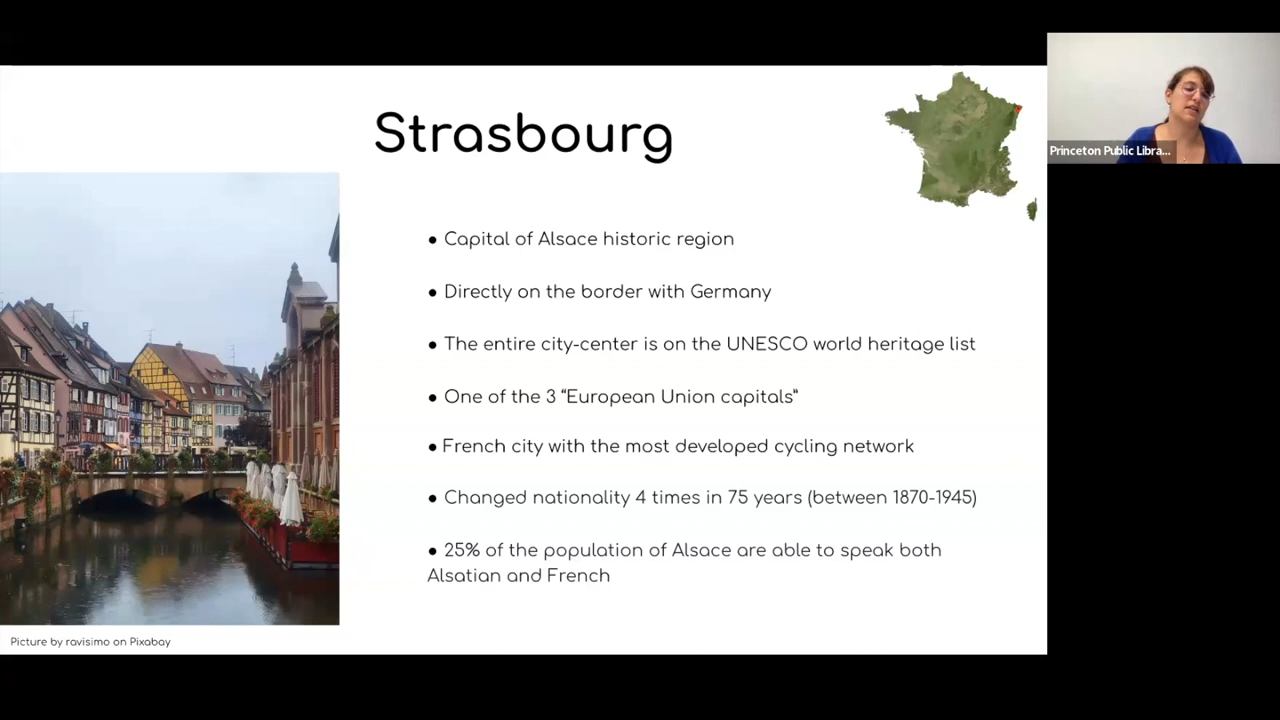 Strasbourg
Princeton Public Libra...
● Capital of Alsace historic region
● Directly on the border with Germany
● The entire city-center is on the UNESCO world heritage list
● One of the 3 “European Union capitals”
● French city with the most developed cycling network
● Changed nationality 4 times in 75 years (between 1870-1945)
● 25% of the population of Alsace are able to speak both
Alsatian and French
Picture by ravisimo on Pixabay